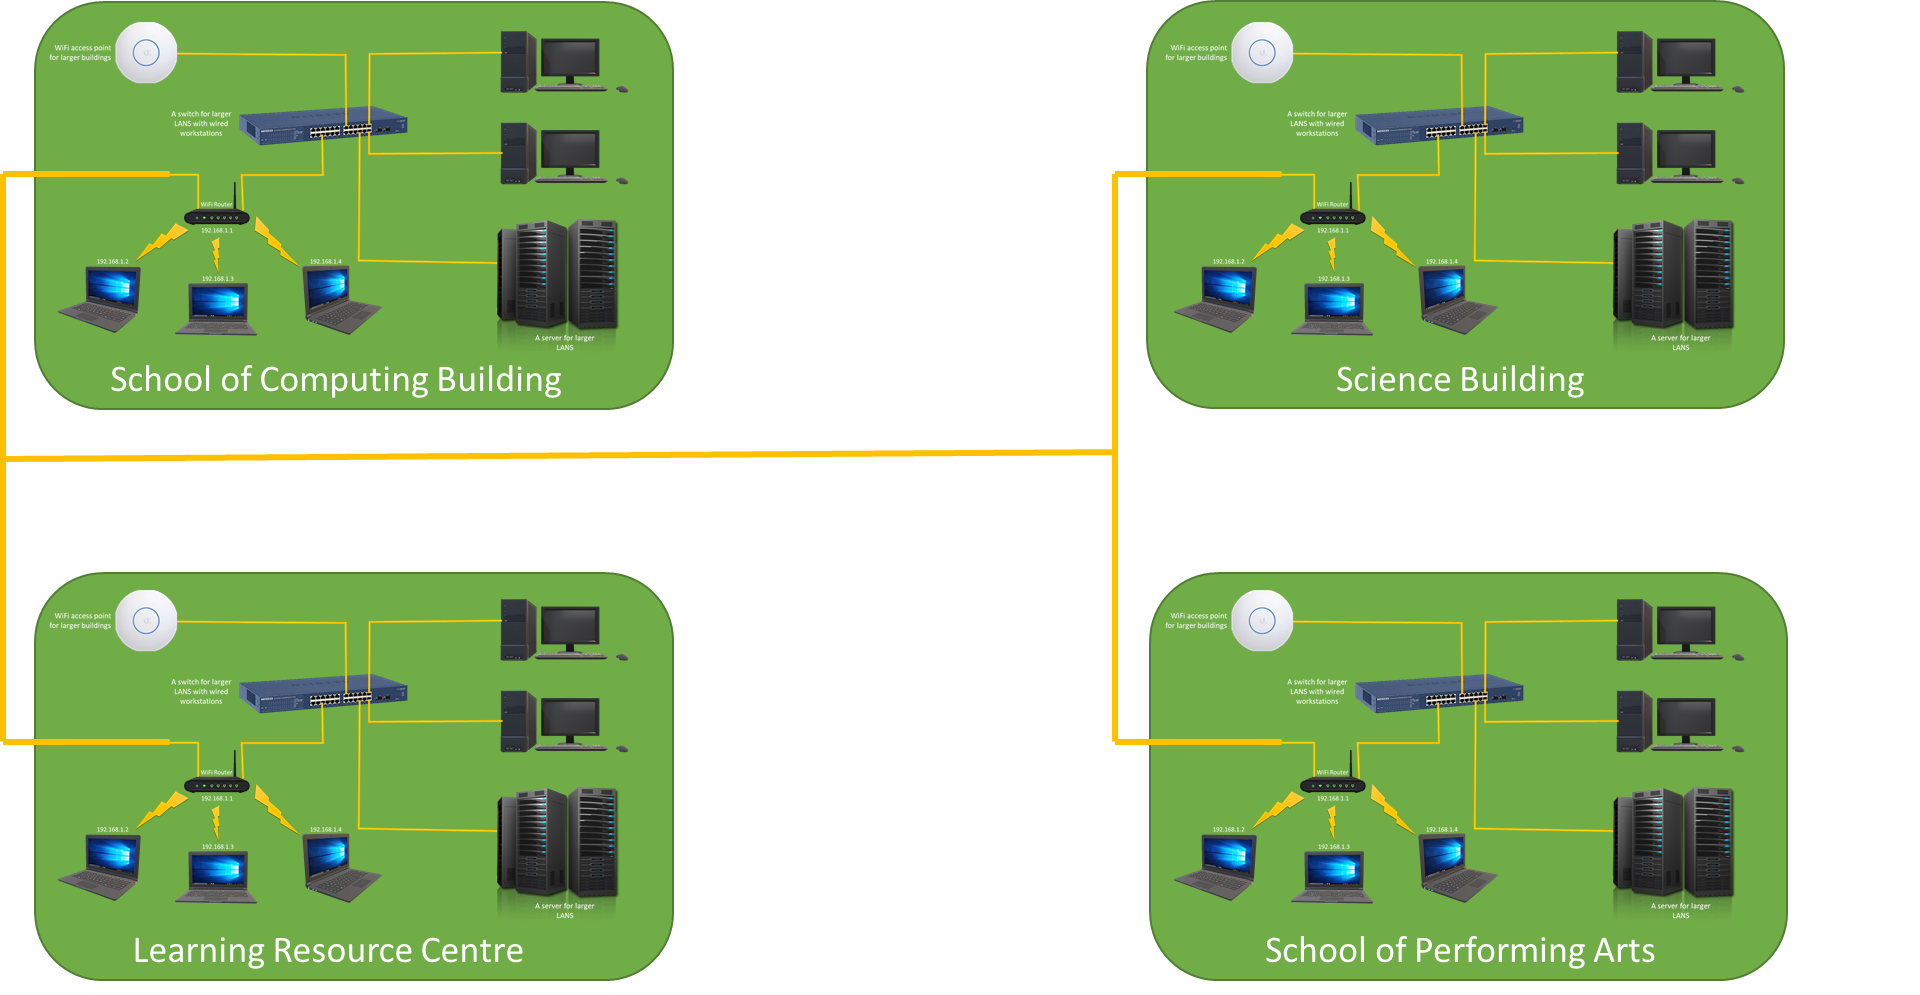 WiFi access point
for larger buildings
A switch for larger
LANS with wired
workstations
WiFi Router
192.168.1.1
192.168.1.2
192.168.1.3
192.168.1.4
A server for larger
LANS
School of Computing Building
WiFi access point
for larger buildings
A switch for larger
LANS with wired
workstations
WiFi Router
192.168.1.1
192.168.1.2
192.168.1.3
192.168.1.4
A server for larger
LANS
Science Building
WiFi access point
for larger buildings
A switch for larger
LANS with wired
workstations
WiFi Router
192.168.1.1
192.168.1.2
192.168.1.3
192.168.1.4
A server for larger
LANS
Learning Resource Centre
WiFi access point
for larger buildings
A switch for larger
LANS with wired
workstations
WiFi Router
192.168.1.1
192.168.1.2
192.168.1.3
192.168.1.4
A server for larger
LANS
School of Performing Arts